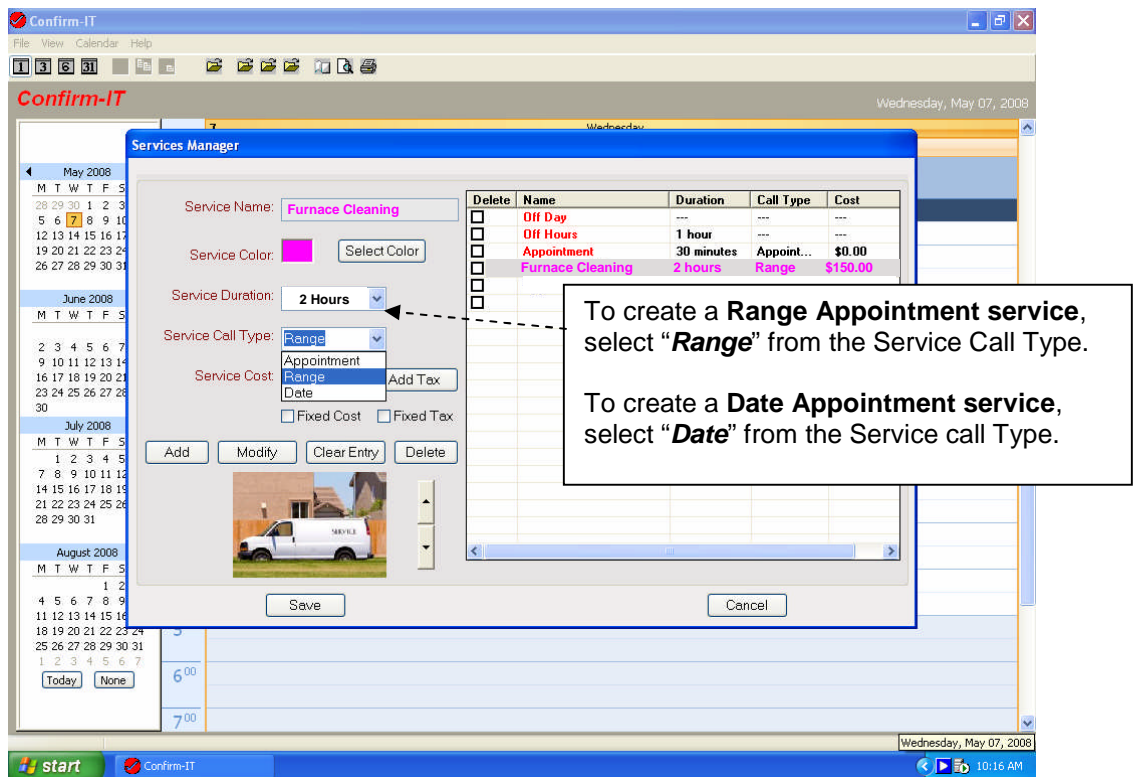 Confirm-IT
File View Calendar Help
1 3 6 31
Confirm-IT
Wednesday, May 07, 2008
7 Wednesday
Services Manager
May 2008
M T W T F S
28 29 30 1 2 3
5 6 7 8 9 10
12 13 14 15 16 17
19 20 21 22 23 24
26 27 28 29 30 31
June 2008
M T W T F S
2 3 4 5 6 7
9 10 11 12 13 14
16 17 18 19 20 21
23 24 25 26 27 28
30
July 2008
M T W T F S
1 2 3 4 5
7 8 9 10 11 12
14 15 16 17 18 19
21 22 23 24 25 26
28 29 30 31
August 2008
M T W T F S
1 2
4 5 6 7 8 9
11 12 13 14 15 16
18 19 20 21 22 23 24
25 26 27 28 29 30 31
1 2 3 4 5 6 7
Today None
Service Name: Furnace Cleaning
Service Color: Select Color
Service Duration: 2 Hours
Service Call Type: Range
Appointment
Range
Date
Service Cost: Add Tax
Fixed Cost Fixed Tax
Add Modify Clear Entry Delete
SERVICE
Delete Name Duration Call Type Cost
Off Day --- --- ---
Off Hours 1 hour --- ---
Appointment 30 minutes Appoint... $0.00
Furnace Cleaning 2 hours Range $150.00
To create a Range Appointment service,
select “Range” from the Service Call Type.
To create a Date Appointment service,
select “Date” from the Service call Type.
Save Cancel
6 00
7 00
Wednesday, May 07, 2008
start Confirm-IT 10:16 AM